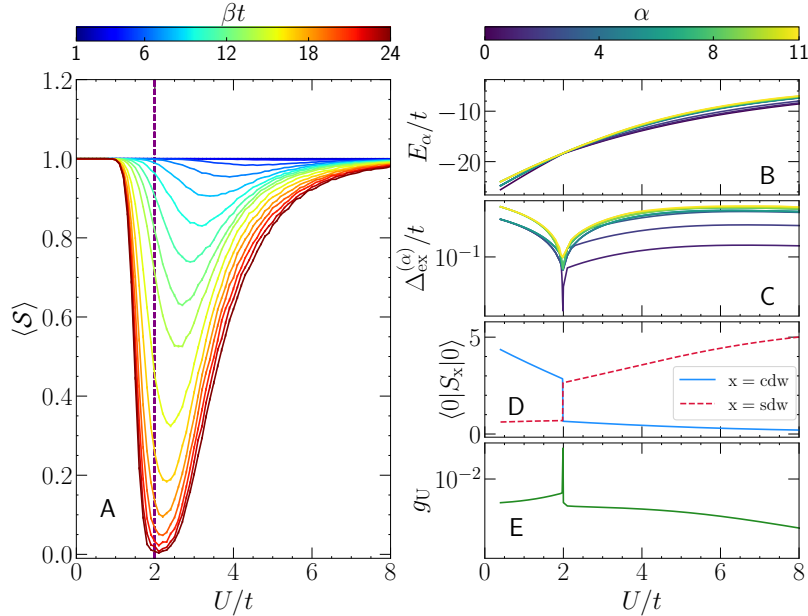 βt
1 6 12 18 24
1.2
1.0
0.8
0.6
0.4
0.2
0.0
⟨S⟩
A
0 2 4 6 8
U/t
α
0 4 8 11
−10
−20
E_α/t
B
10^{−1}
Δ_ex^{(α)}/t
C
5
0
⟨0|S_x|0⟩
D
x = cdw
x = sdw
10^{−2}
g_U
E
0 2 4 6 8
U/t